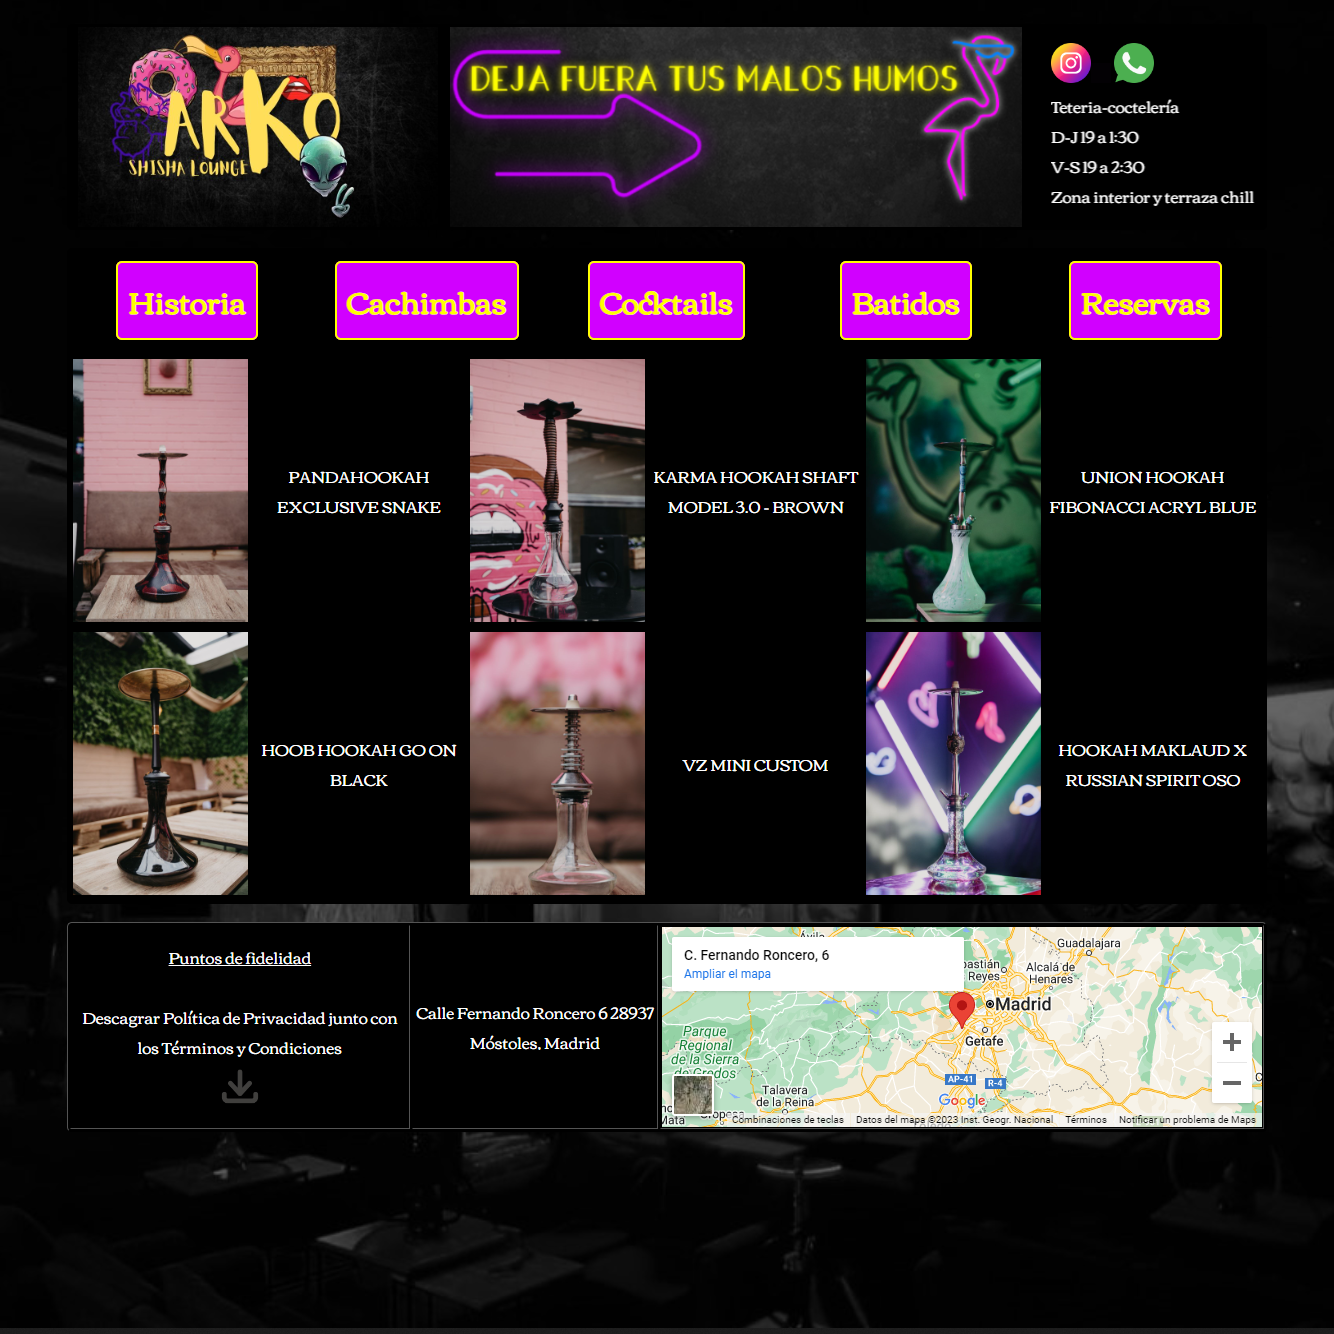 ARKO
SHISHA LOUNGE
DEJA FUERA TUS MALOS HUMOS
Teteria-coctelería
D-J 19 a 1:30
V-S 19 a 2:30
Zona interior y terraza chill
Historia
Cachimbas
Cocktails
Batidos
Reservas
PANDAHOOKAH
EXCLUSIVE SNAKE
KARMA HOOKAH SHAFT
MODEL 3.0 - BROWN
UNION HOOKAH
FIBONACCI ACRYL BLUE
HOOB HOOKAH GO ON
BLACK
VZ MINI CUSTOM
HOOKAH MAKLAUD X
RUSSIAN SPIRIT OSO
Puntos de fidelidad
Descagrar Política de Privacidad junto con
los Términos y Condiciones
Calle Fernando Roncero 6 28937
Móstoles, Madrid
C. Fernando Roncero, 6
Ampliar el mapa
Ávila
Guadalajara
Reyes
Alcalá de
Henares
Madrid
Getafe
Parque
Regional
de la Sierra
de Gredos
AP-41
R-4
Talavera
de la Reina
Google
Oropesa
Mata
Combinaciones de teclas
Datos del mapa ©2023 Inst. Geogr. Nacional
Términos
Notificar un problema de Maps